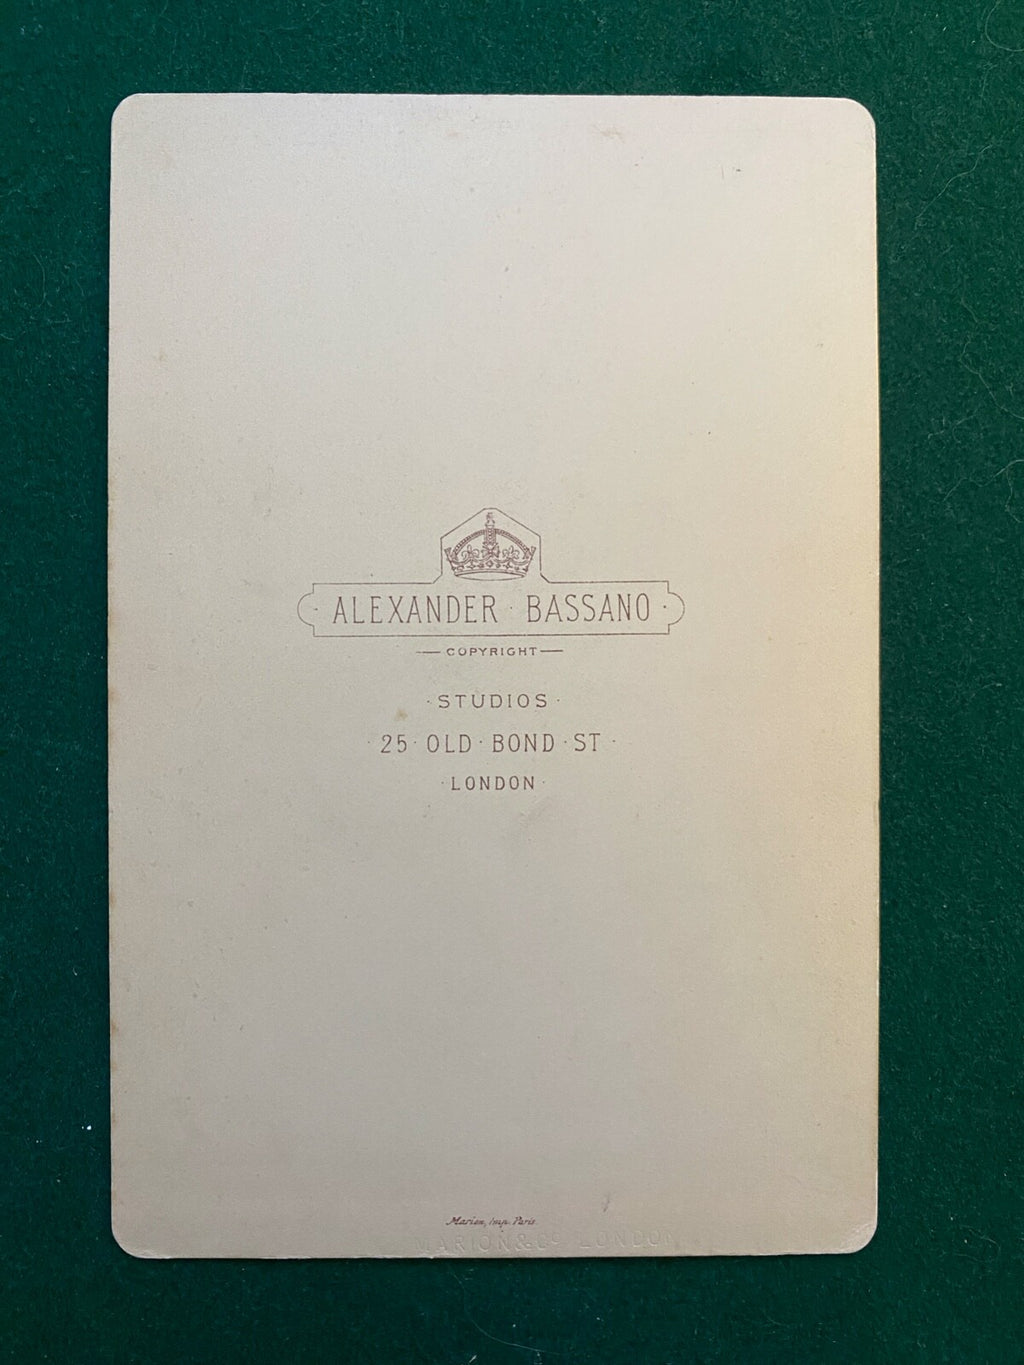 · ALEXANDER · BASSANO ·
— COPYRIGHT —
· STUDIOS ·
· 25 · OLD · BOND · ST ·
· LONDON ·
Marion, Imp. Paris.
MARION & CO LONDON